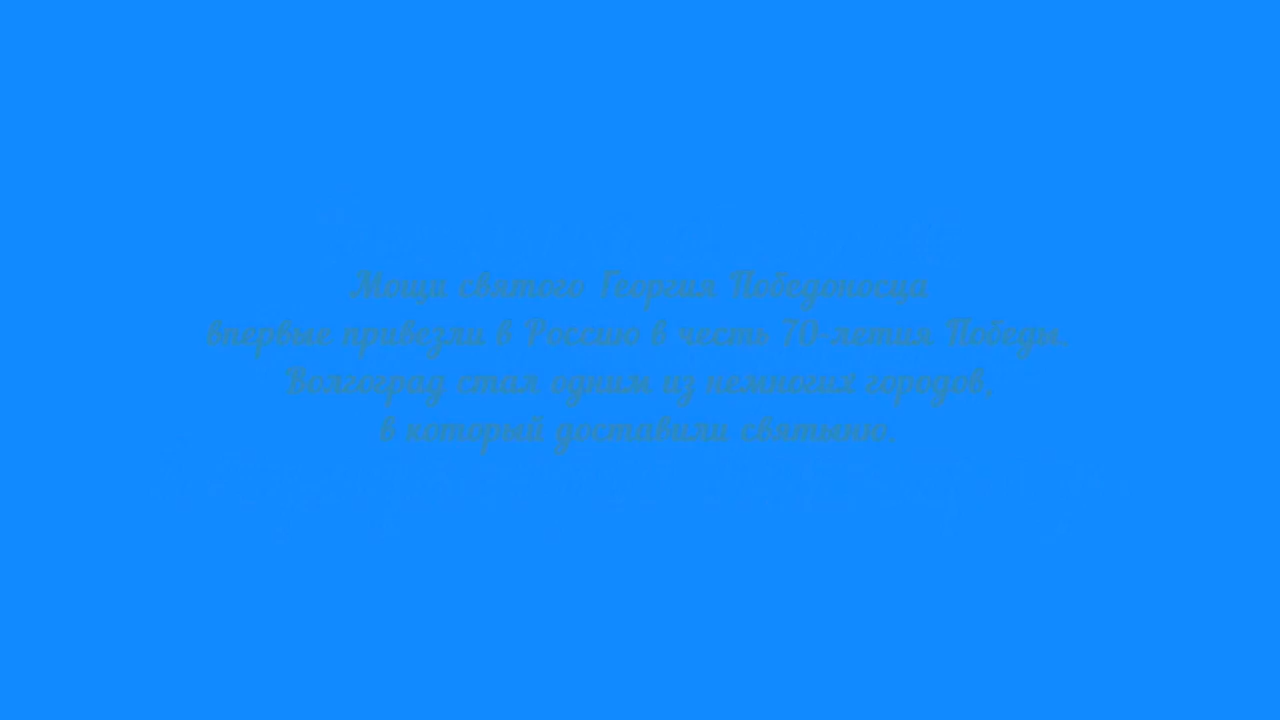 Мощи святого Георгия Победоносца
впервые привезли в Россию в честь 70-летия Победы.
Волгоград стал одним из немногих городов,
в который доставили святыню.